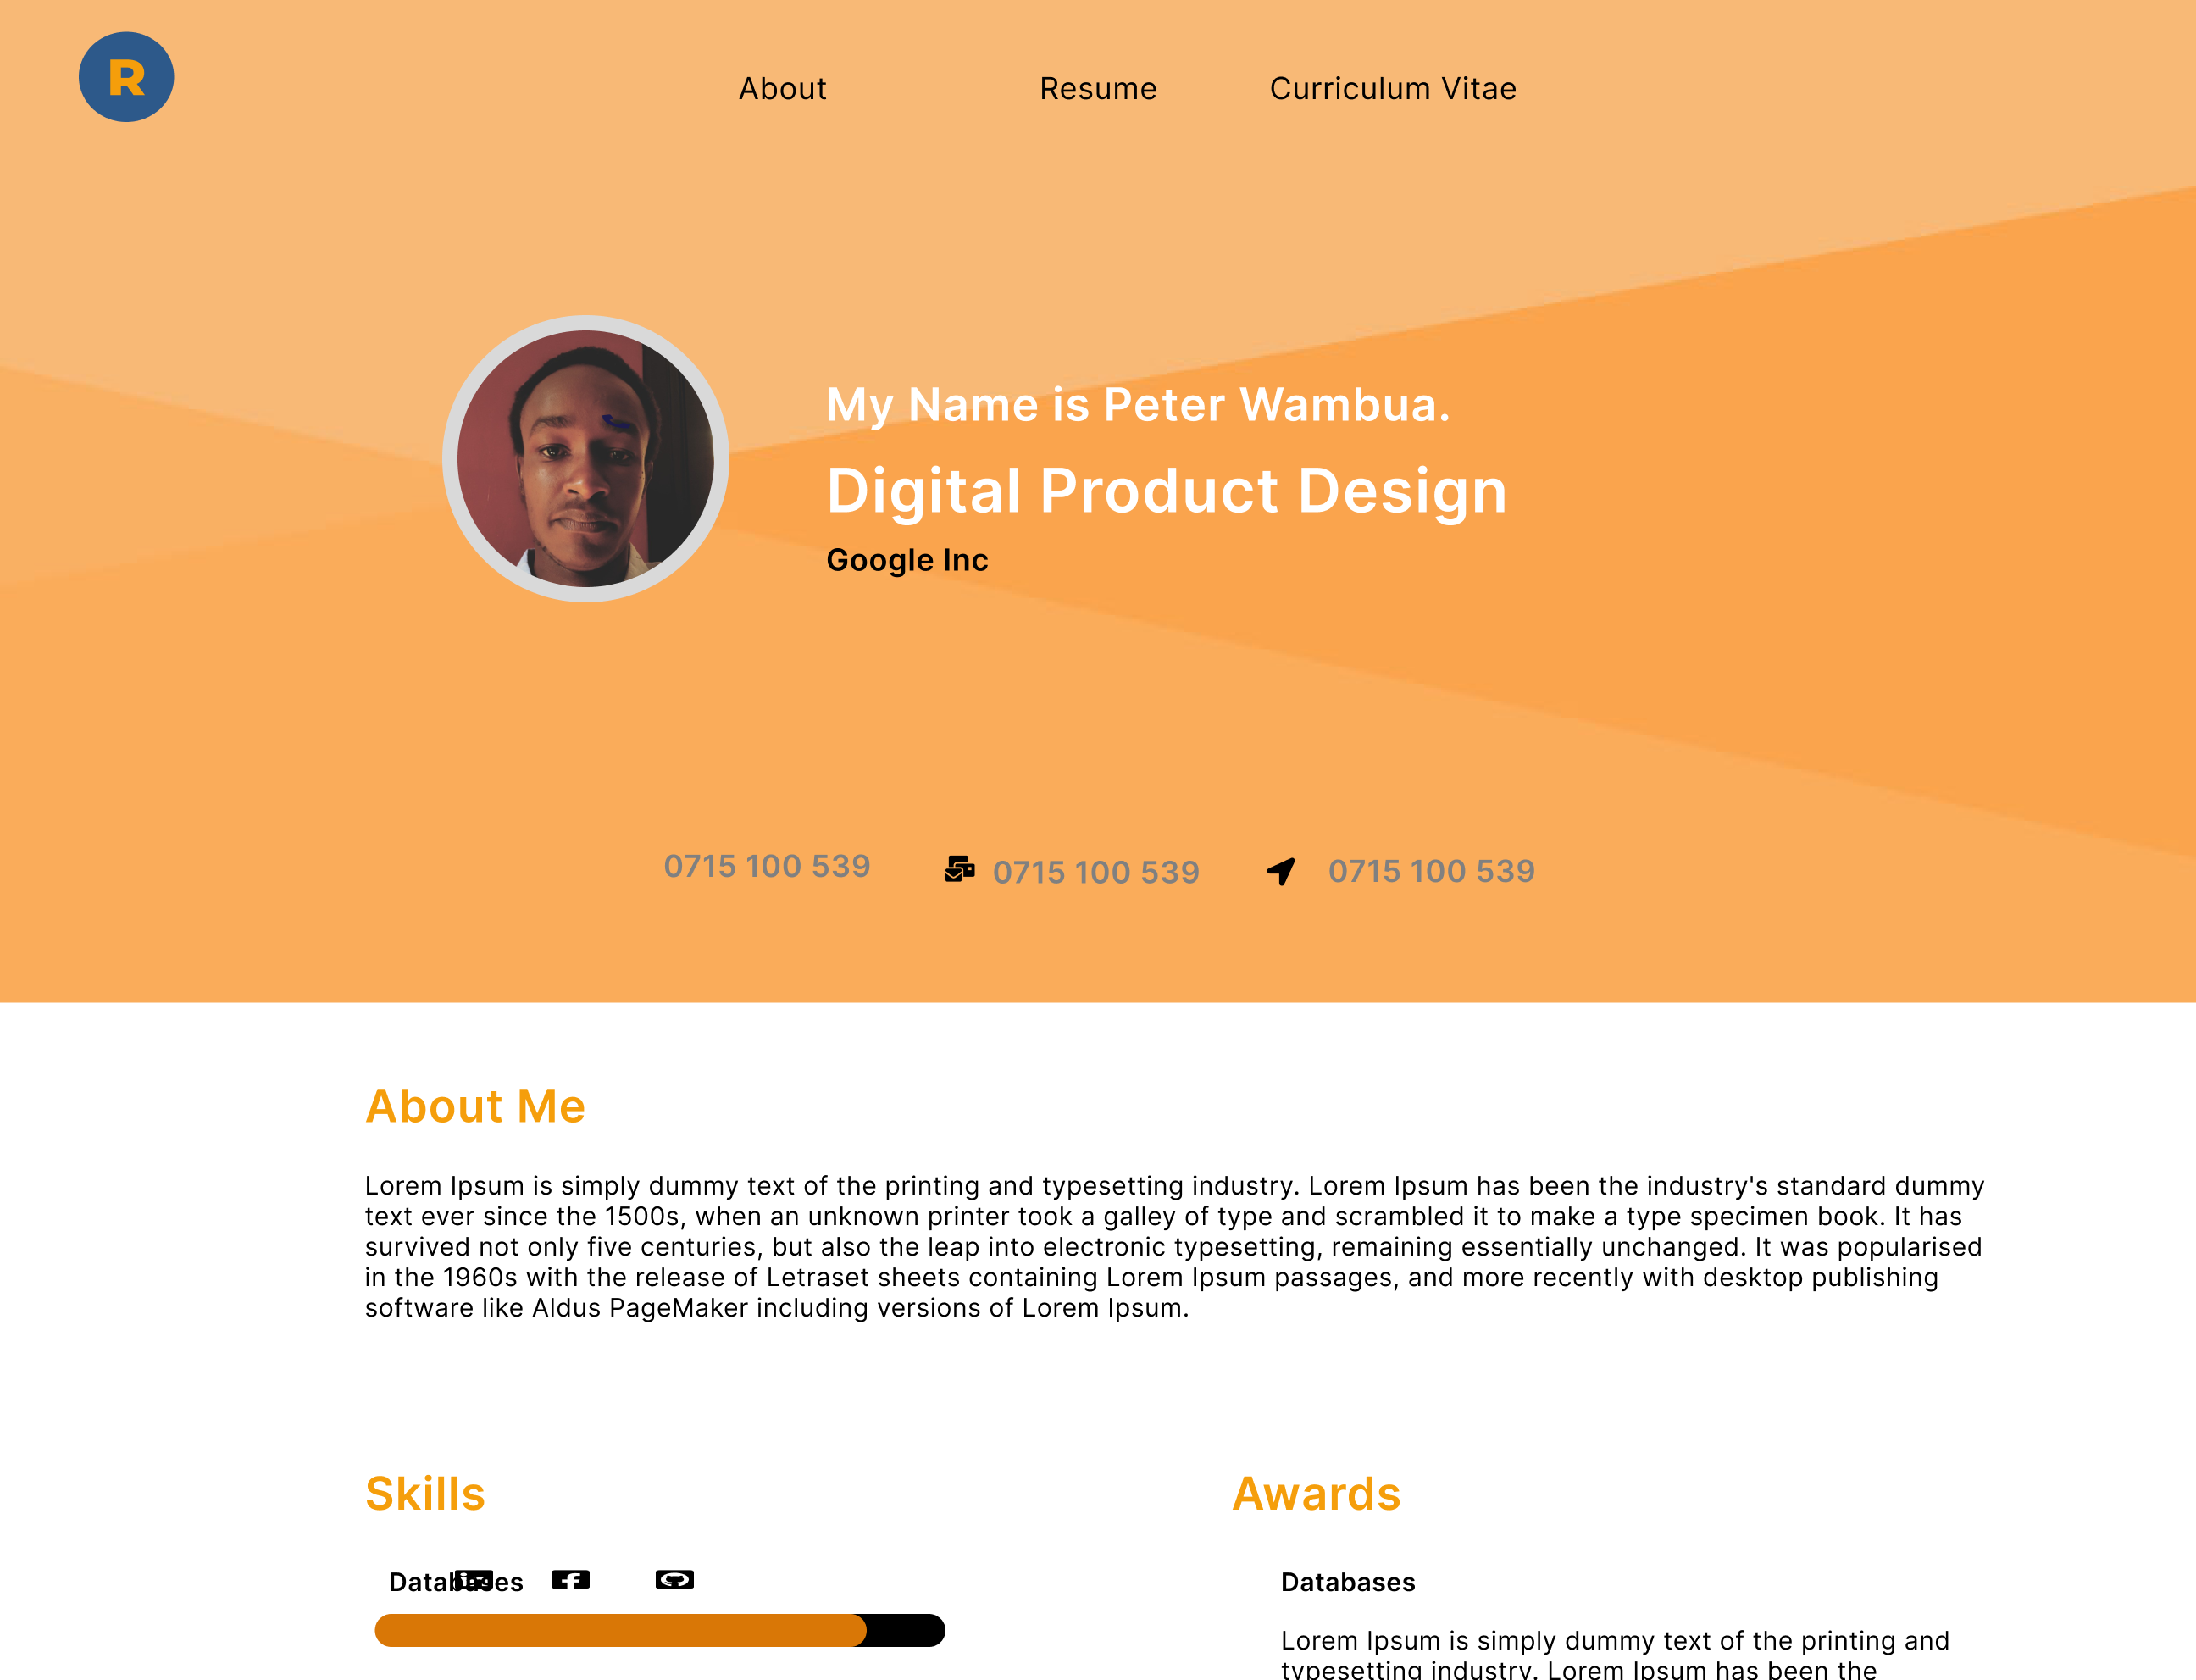 R
About
Resume
Curriculum Vitae
My Name is Peter Wambua.
Digital Product Design
Google Inc
0715 100 539
0715 100 539
0715 100 539
About Me
Lorem Ipsum is simply dummy text of the printing and typesetting industry. Lorem Ipsum has been the industry's standard dummy
text ever since the 1500s, when an unknown printer took a galley of type and scrambled it to make a type specimen book. It has
survived not only five centuries, but also the leap into electronic typesetting, remaining essentially unchanged. It was popularised
in the 1960s with the release of Letraset sheets containing Lorem Ipsum passages, and more recently with desktop publishing
software like Aldus PageMaker including versions of Lorem Ipsum.
Skills
Awards
Databases
Databases
Lorem Ipsum is simply dummy text of the printing and
typesetting industry. Lorem Ipsum has been the